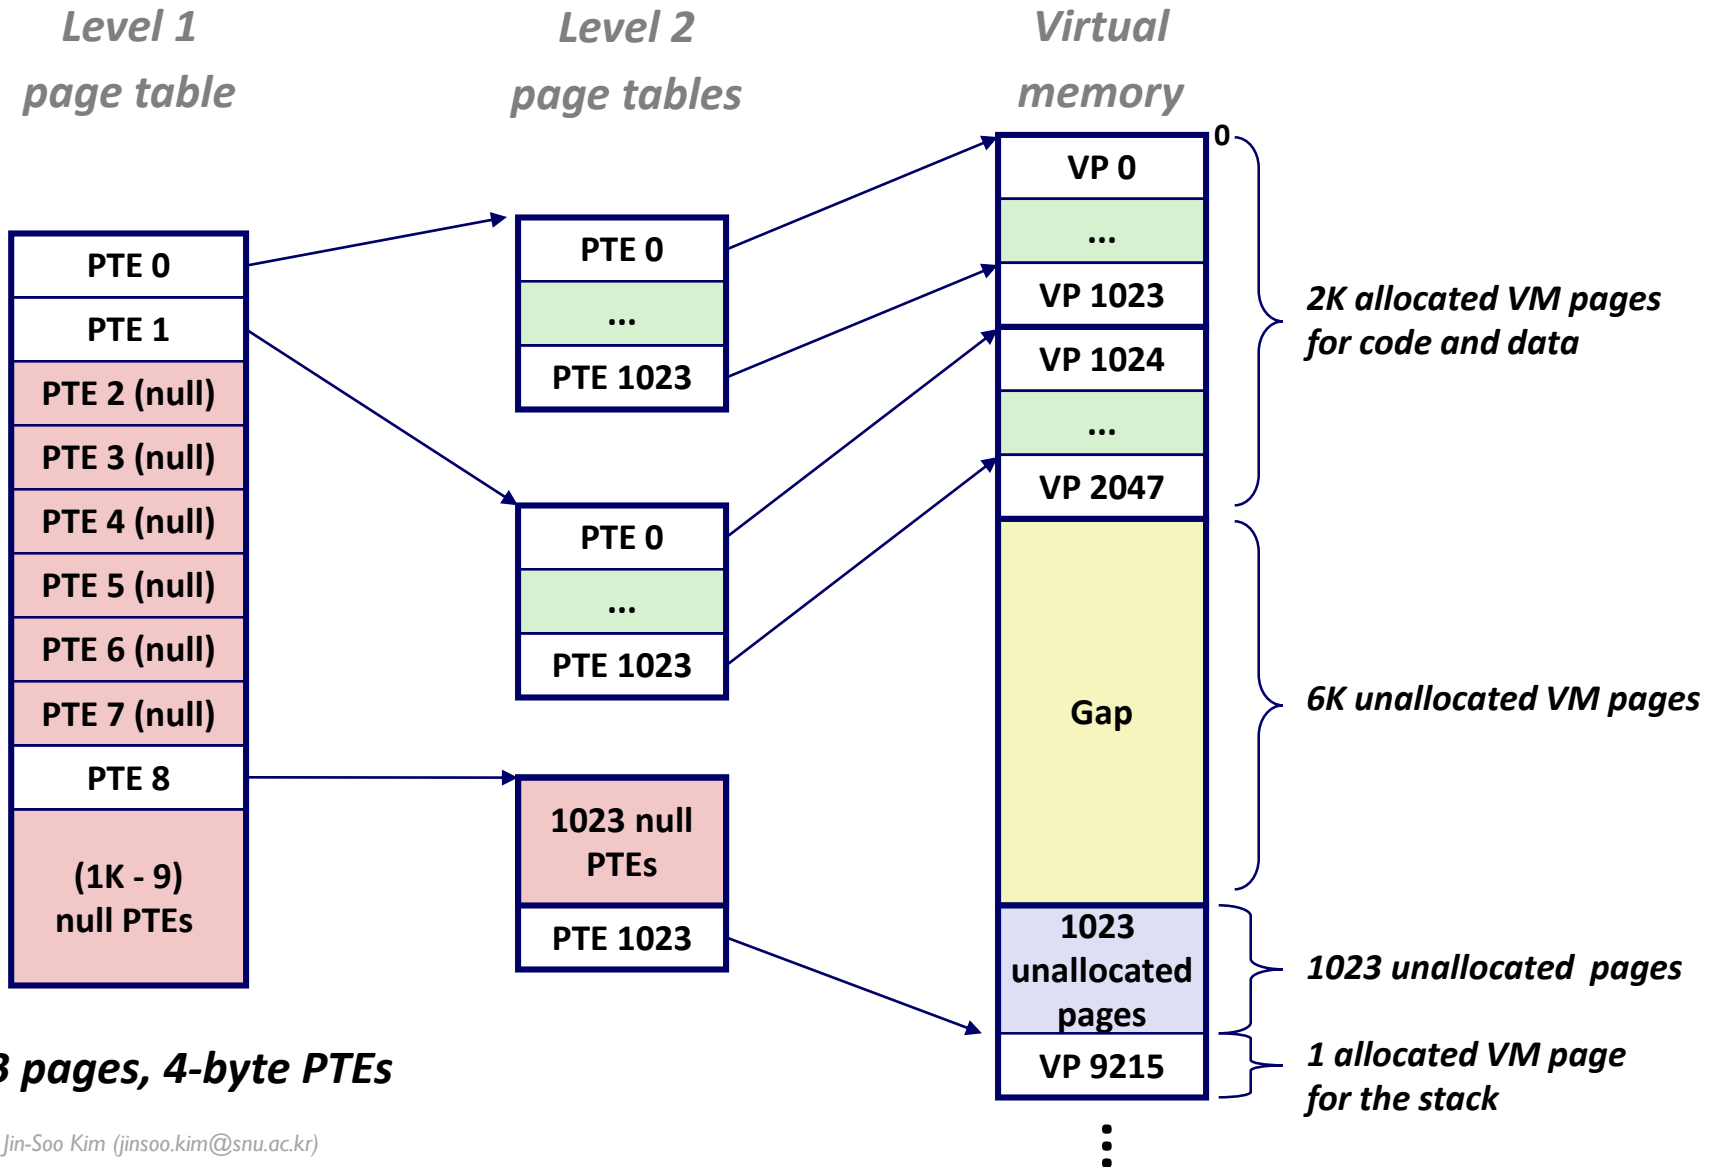 Level 1
page table
Level 2
page tables
Virtual
memory
0
PTE 0
PTE 1
PTE 2 (null)
PTE 3 (null)
PTE 4 (null)
PTE 5 (null)
PTE 6 (null)
PTE 7 (null)
PTE 8
(1K - 9)
null PTEs
PTE 0
...
PTE 1023
PTE 0
...
PTE 1023
1023 null
PTEs
PTE 1023
VP 0
...
VP 1023
VP 1024
...
VP 2047
Gap
1023
unallocated
pages
VP 9215
2K allocated VM pages
for code and data
6K unallocated VM pages
1023 unallocated pages
1 allocated VM page
for the stack
pages, 4-byte PTEs
Jin-Soo Kim (jinsoo.kim@snu.ac.kr)